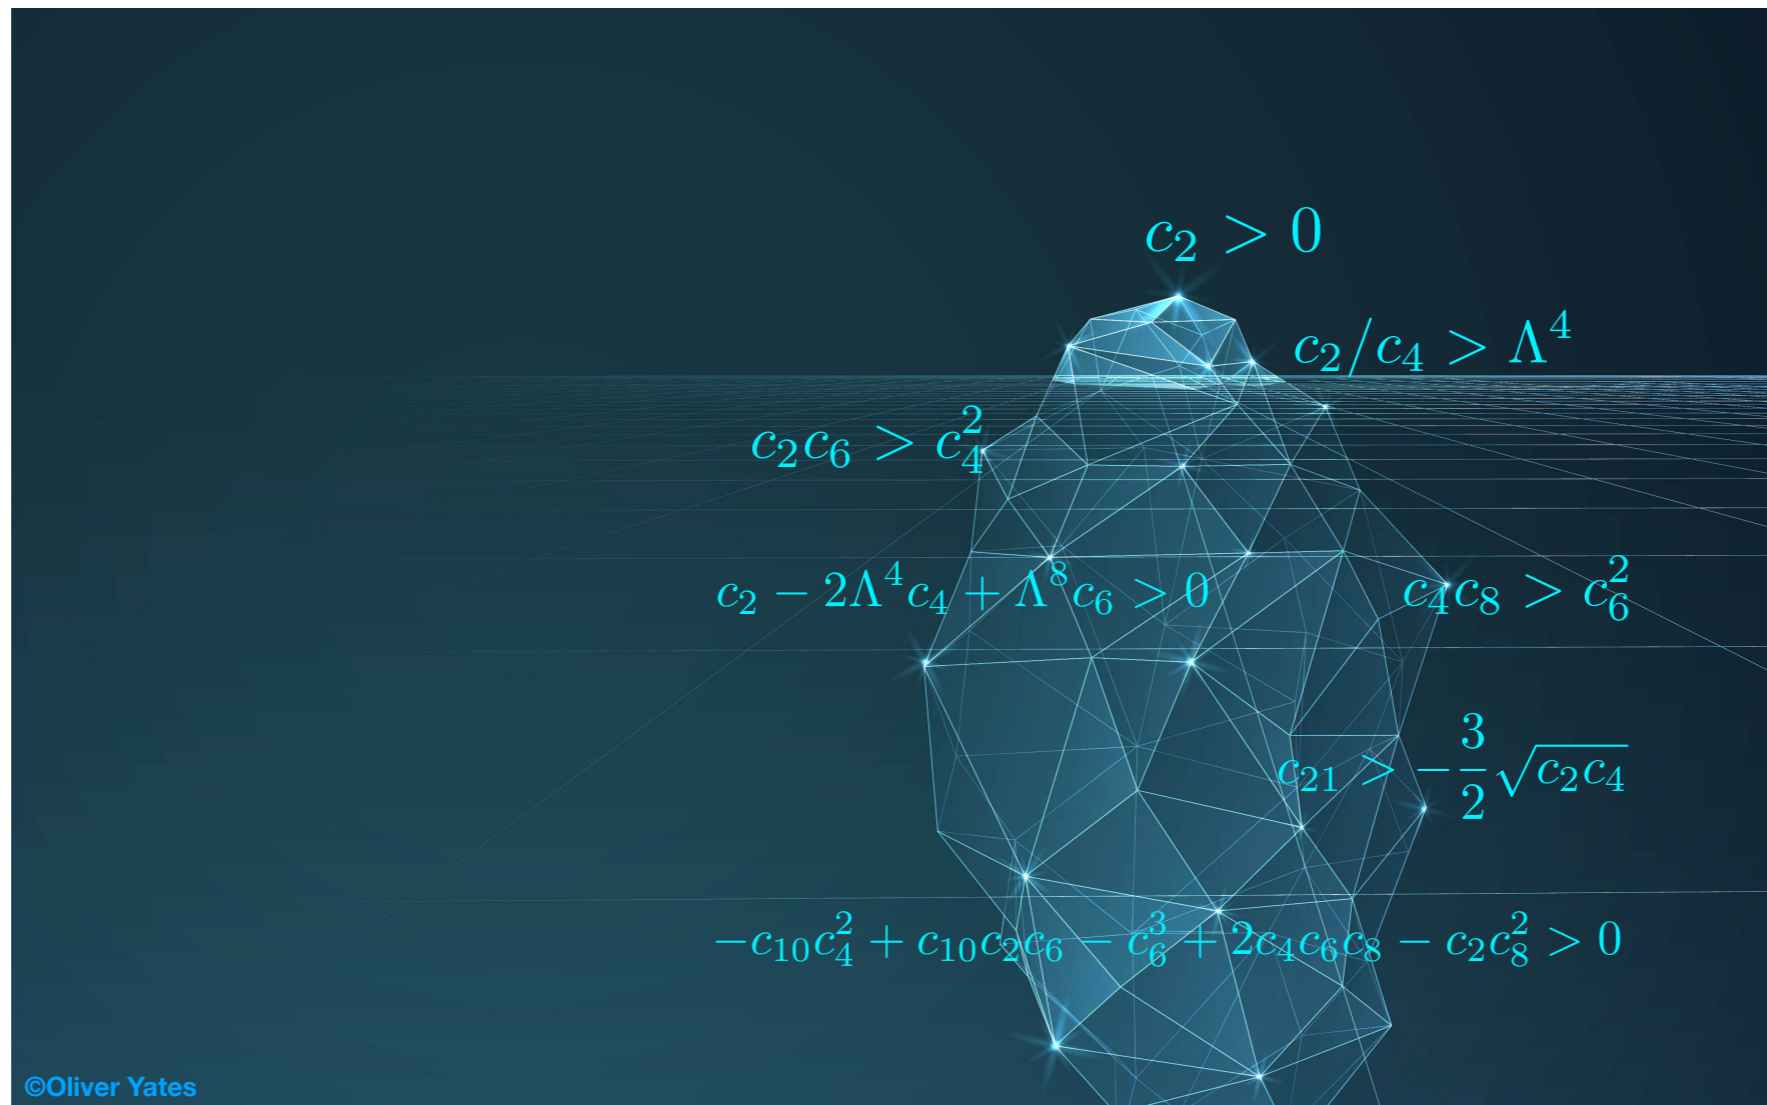 c₂ > 0
c₂/c₄ > Λ⁴
c₂c₆ > c₄²
c₂ − 2Λ⁴c₄ + Λ⁸c₆ > 0
c₄c₈ > c₆²
c₂₁ > −3/2 √(c₂c₄)
−c₁₀c₄² + c₁₀c₂c₆ − c₆³ + 2c₄c₆c₈ − c₂c₈² > 0
©Oliver Yates